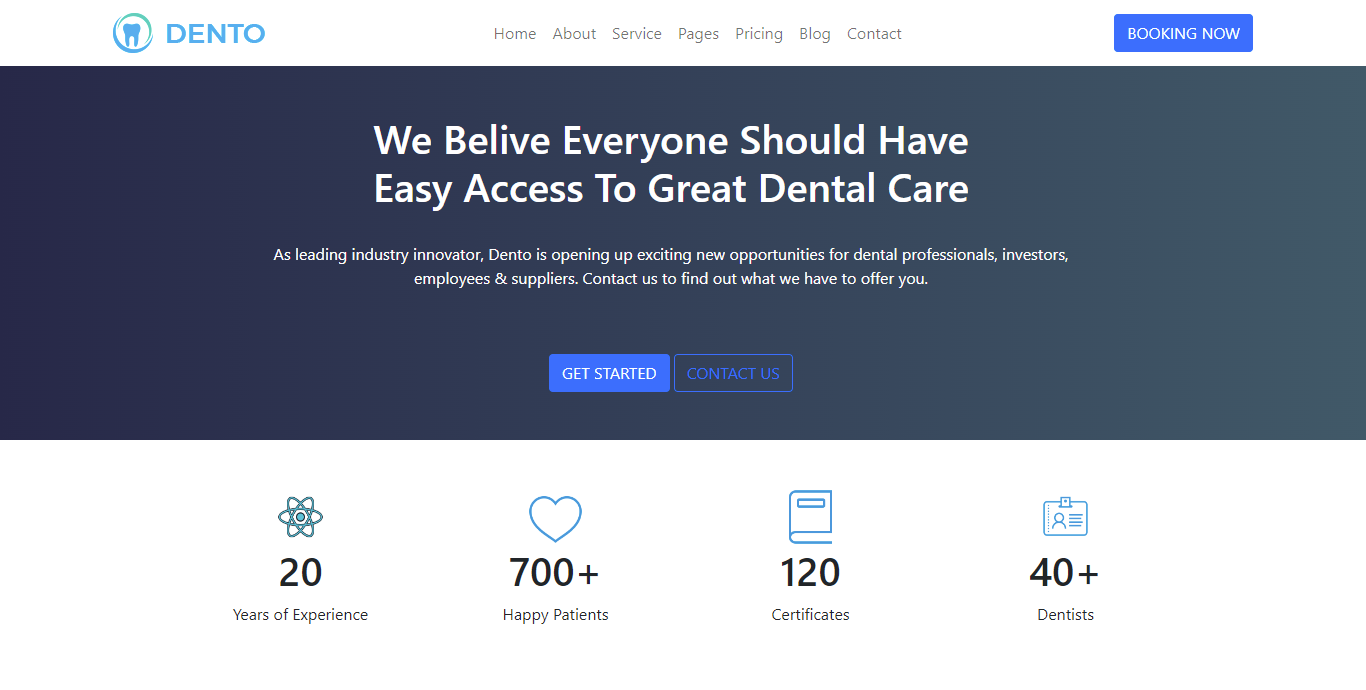 DENTO
Home About Service Pages Pricing Blog Contact
BOOKING NOW
We Belive Everyone Should Have
Easy Access To Great Dental Care
As leading industry innovator, Dento is opening up exciting new opportunities for dental professionals, investors,
employees & suppliers. Contact us to find out what we have to offer you.
GET STARTED CONTACT US
20
Years of Experience
700+
Happy Patients
120
Certificates
40+
Dentists